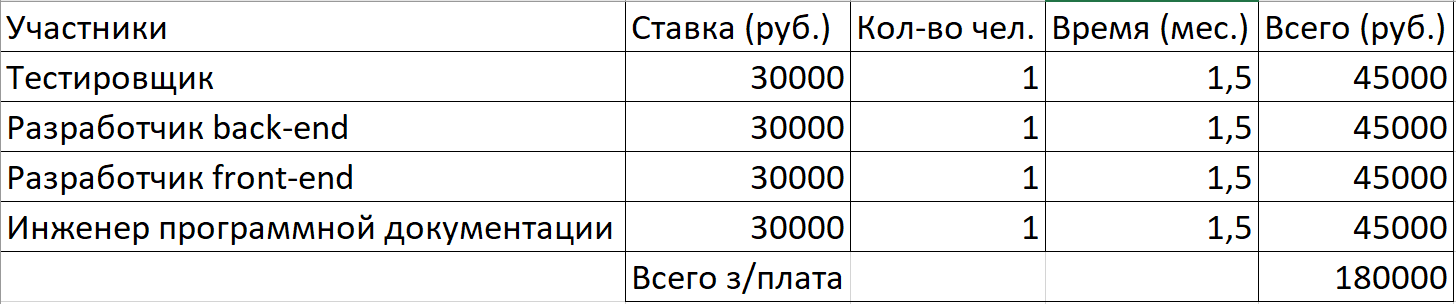 Участники Ставка (руб.) Кол-во чел. Время (мес.) Всего (руб.)
Тестировщик 30000 1 1,5 45000
Разработчик back-end 30000 1 1,5 45000
Разработчик front-end 30000 1 1,5 45000
Инженер программной документации 30000 1 1,5 45000
Всего з/плата 180000